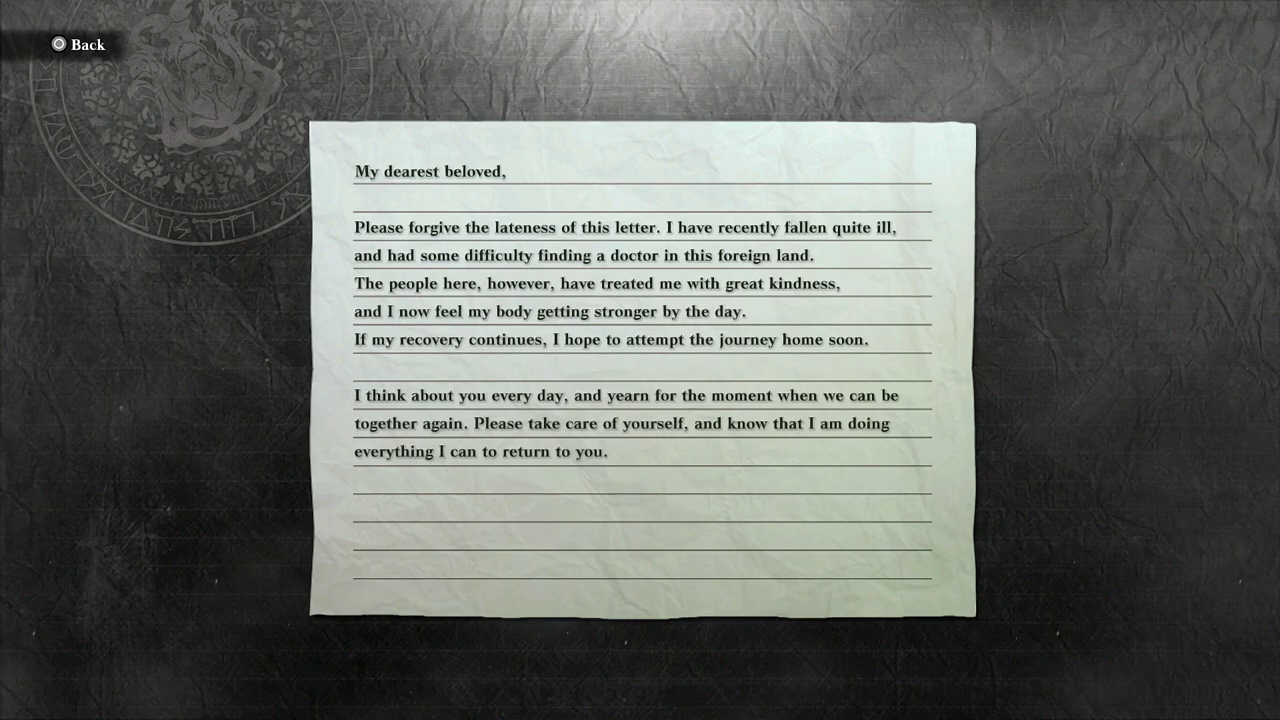 Back
My dearest beloved,
Please forgive the lateness of this letter. I have recently fallen quite ill,
and had some difficulty finding a doctor in this foreign land.
The people here, however, have treated me with great kindness,
and I now feel my body getting stronger by the day.
If my recovery continues, I hope to attempt the journey home soon.
I think about you every day, and yearn for the moment when we can be
together again. Please take care of yourself, and know that I am doing
everything I can to return to you.